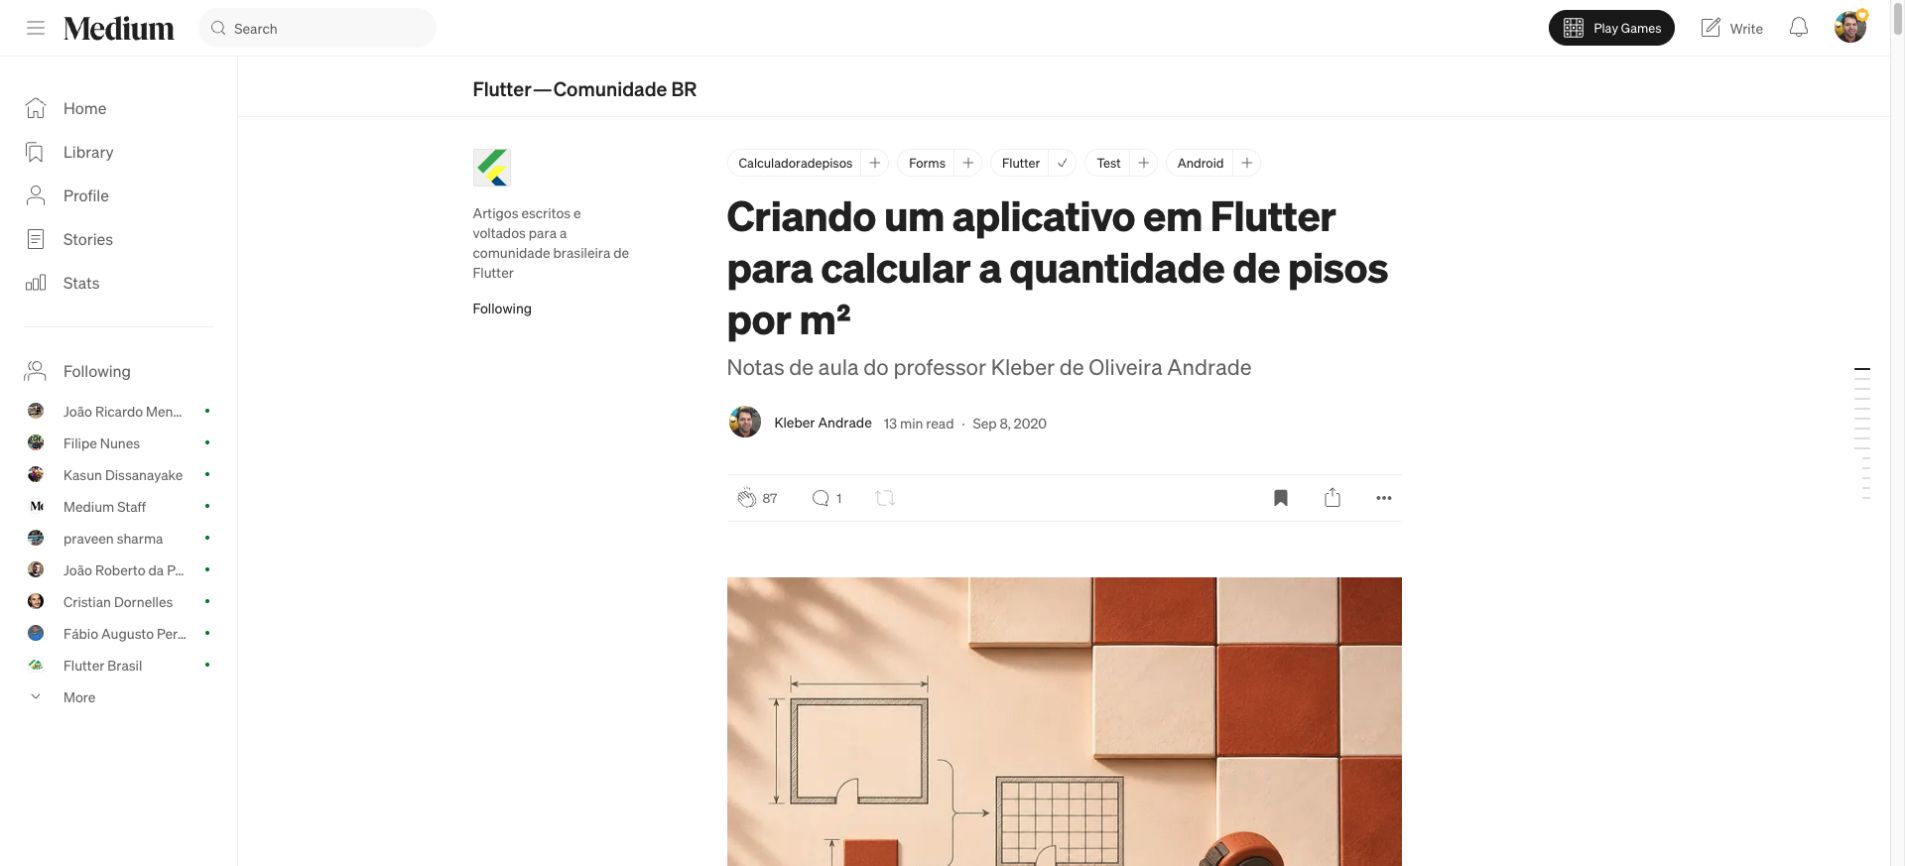 Medium
Search
Play Games
Write
Home
Library
Profile
Stories
Stats
Following
João Ricardo Men...
Filipe Nunes
Kasun Dissanayake
Medium Staff
praveen sharma
João Roberto da P...
Cristian Dornelles
Fábio Augusto Per...
Flutter Brasil
More
Flutter—Comunidade BR
Artigos escritos e
voltados para a
comunidade brasileira de
Flutter
Following
Calculadoradepisos
Forms
Flutter
Test
Android
Criando um aplicativo em Flutter
para calcular a quantidade de pisos
por m²
Notas de aula do professor Kleber de Oliveira Andrade
Kleber Andrade 13 min read · Sep 8, 2020
87
1